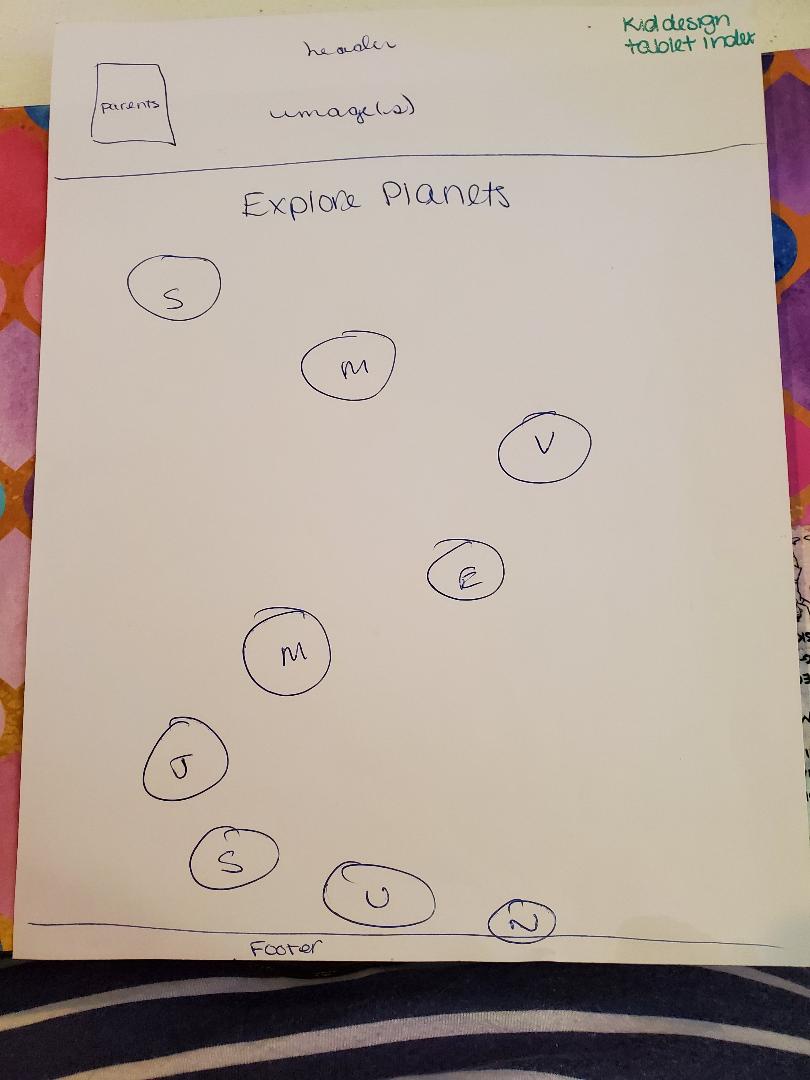 Kid design
tablet index
header
parents
image(s)
Explore Planets
S
M
V
E
M
J
S
U
N
Footer